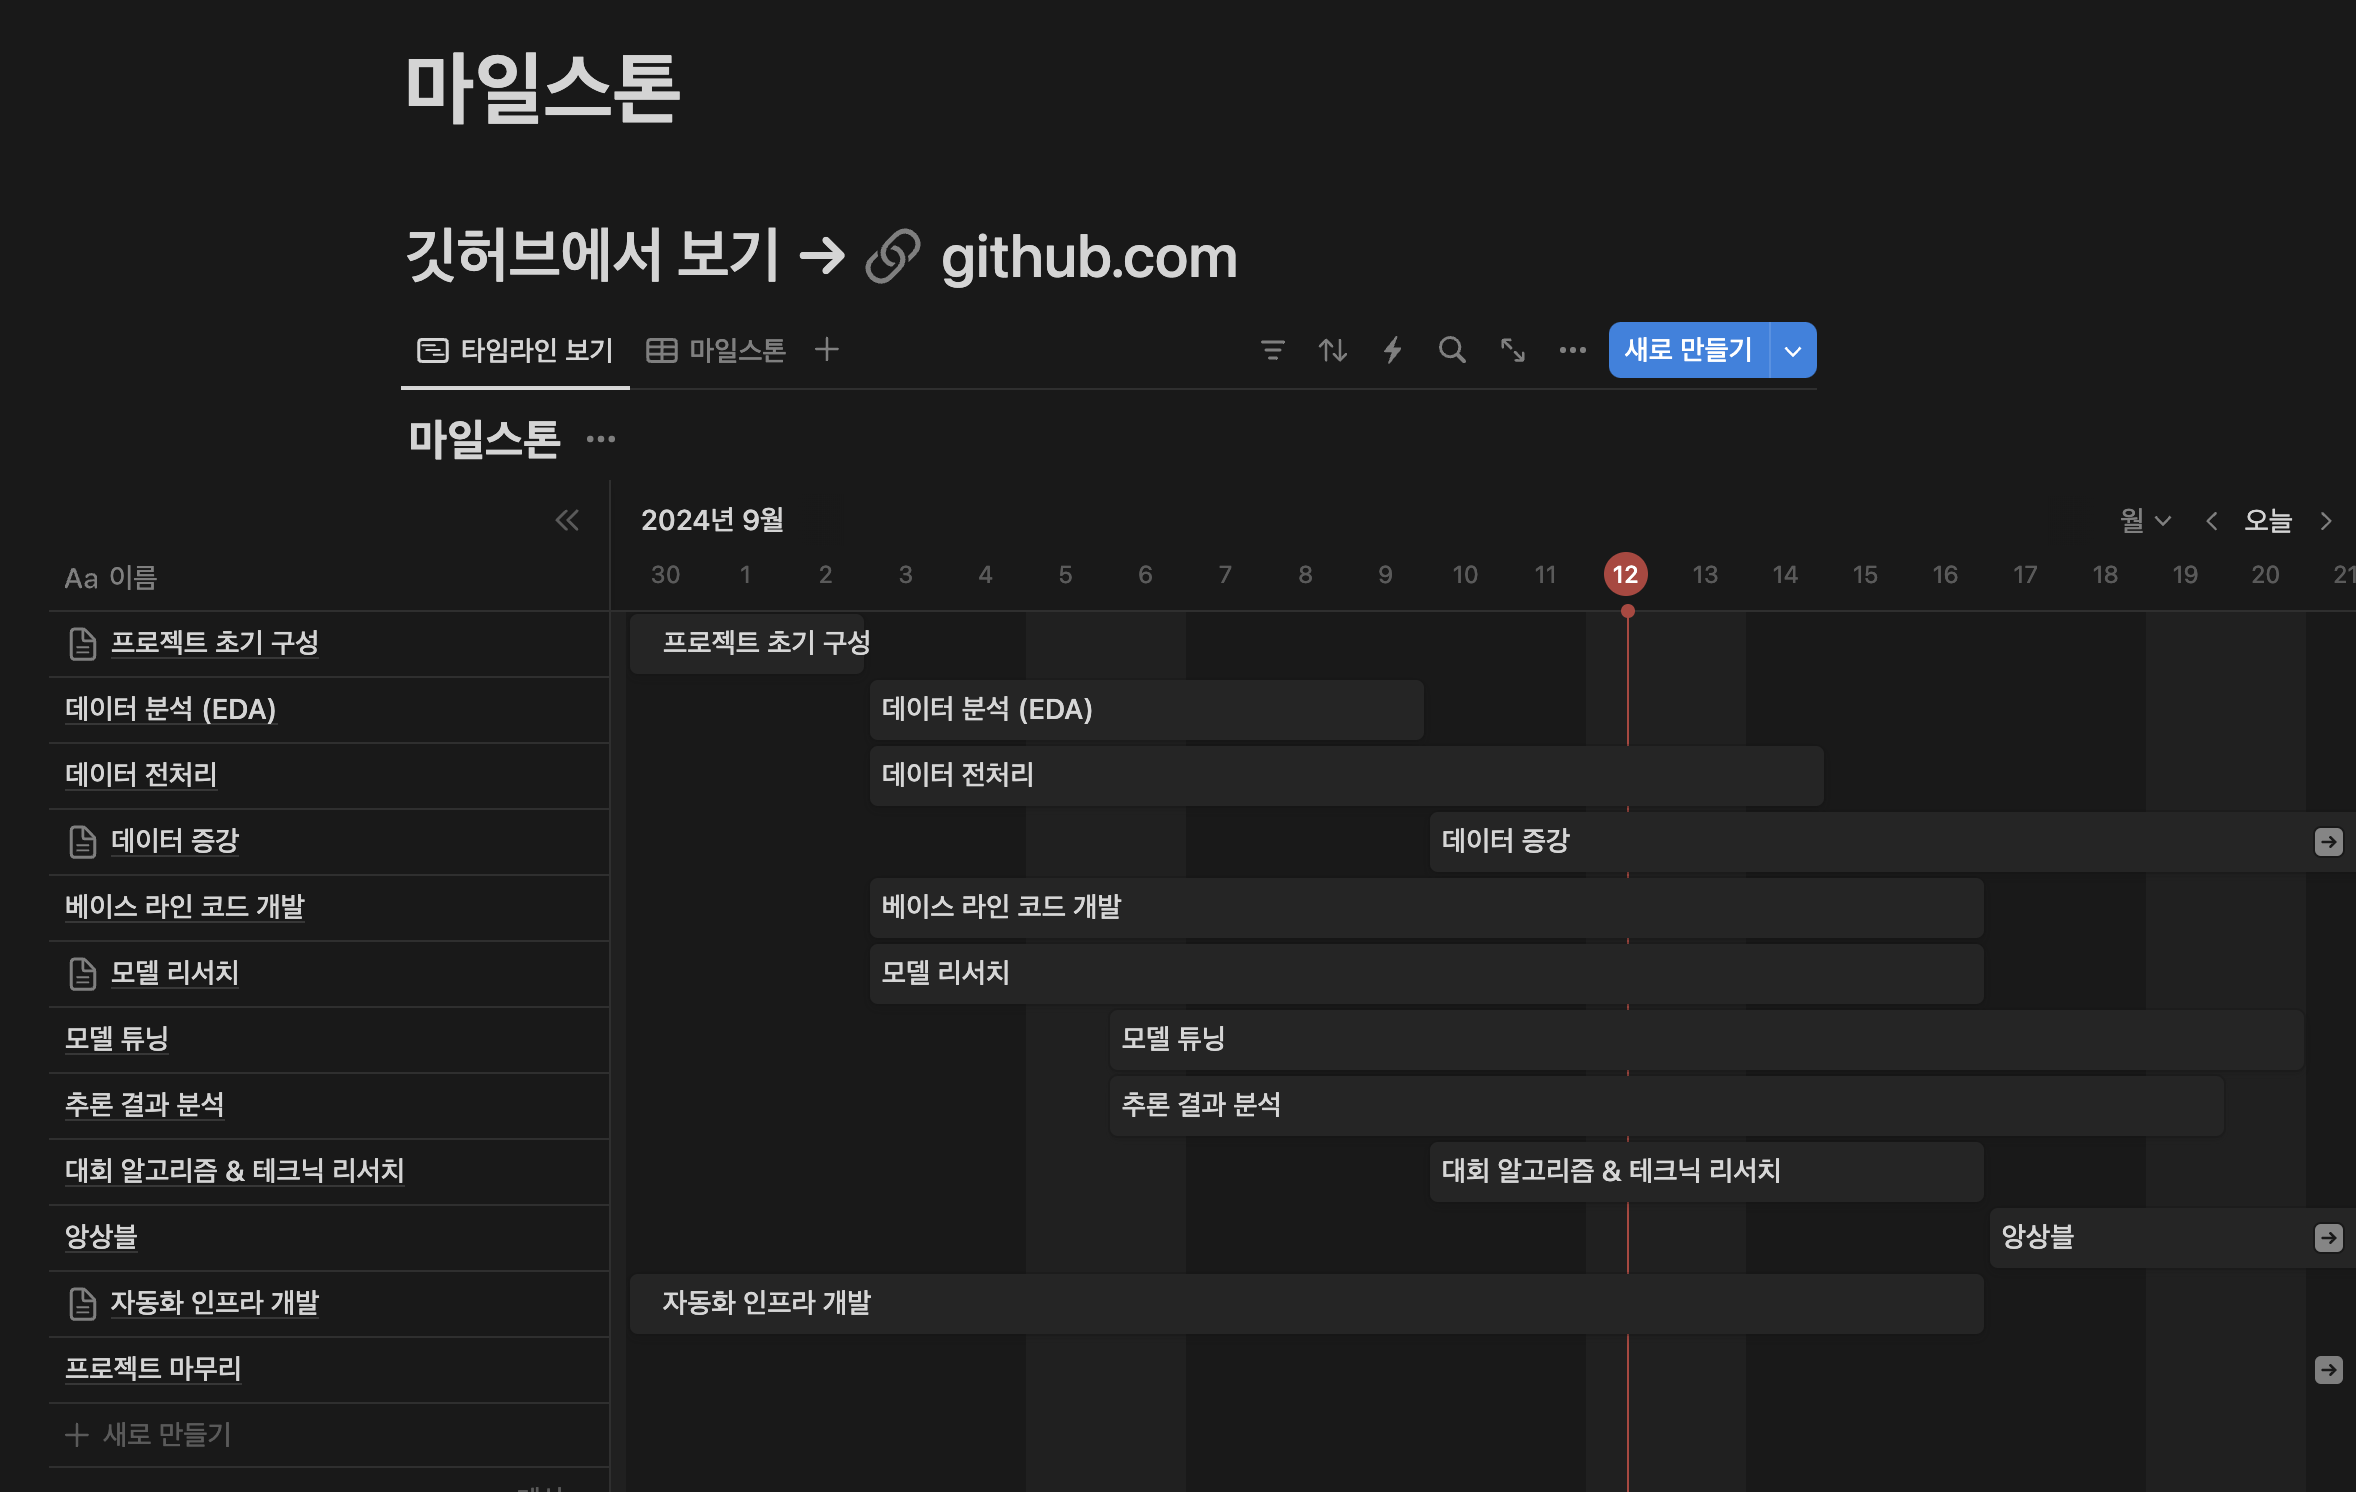 마일스톤
깃허브에서 보기 → github.com
타임라인 보기 마일스톤
새로 만들기
마일스톤
2024년 9월 월 오늘
Aa 이름 30 1 2 3 4 5 6 7 8 9 10 11 12 13 14 15 16 17 18 19 20 21
프로젝트 초기 구성 프로젝트 초기 구성
데이터 분석 (EDA) 데이터 분석 (EDA)
데이터 전처리 데이터 전처리
데이터 증강 데이터 증강
베이스 라인 코드 개발 베이스 라인 코드 개발
모델 리서치 모델 리서치
모델 튜닝 모델 튜닝
추론 결과 분석 추론 결과 분석
대회 알고리즘 & 테크닉 리서치 대회 알고리즘 & 테크닉 리서치
앙상블 앙상블
자동화 인프라 개발 자동화 인프라 개발
프로젝트 마무리
새로 만들기